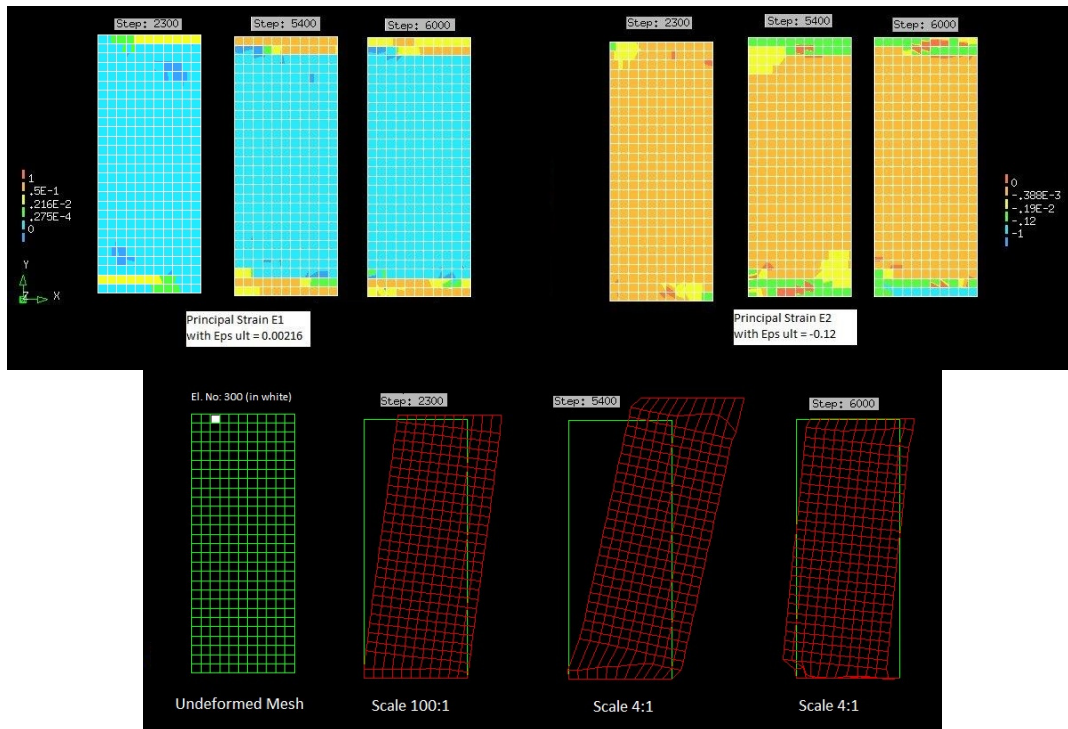 Step: 2300
Step: 5400
Step: 6000
Step: 2300
Step: 5400
Step: 6000
1
.5E-1
.216E-2
.275E-4
0
Y
Z
X
0
-.388E-3
-.19E-2
-.12
-1
Principal Strain E1
with Eps ult = 0.00216
Principal Strain E2
with Eps ult = -0.12
El. No: 300 (in white)
Step: 2300
Step: 5400
Step: 6000
Undeformed Mesh
Scale 100:1
Scale 4:1
Scale 4:1